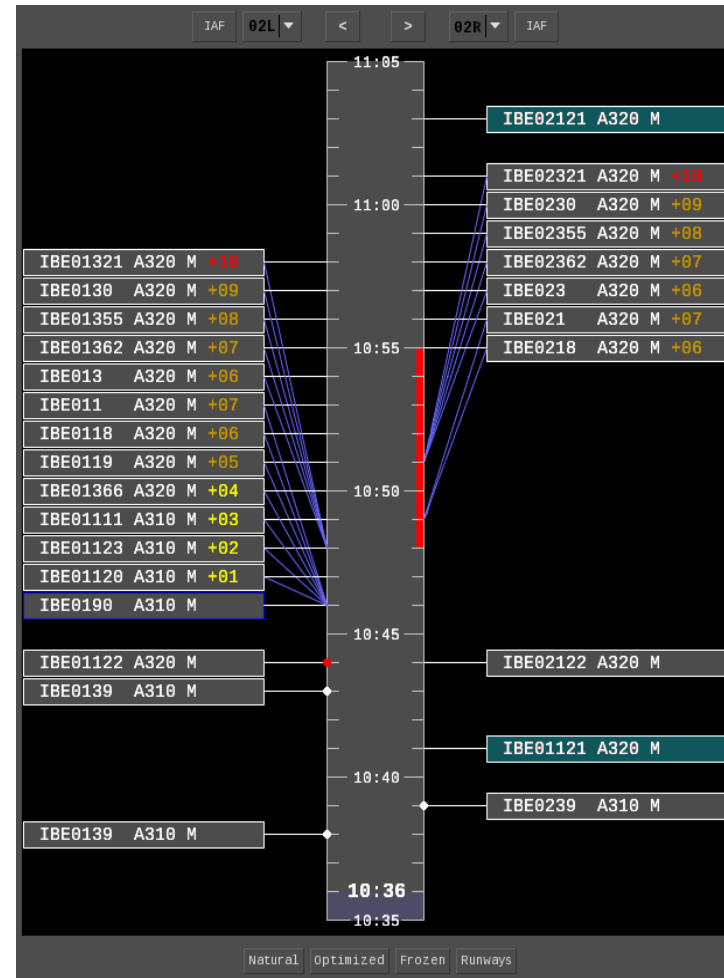 IAF 02L < > 02R IAF
11:05
IBE02121 A320 M
IBE02321 A320 M +10
11:00 IBE0230 A320 M +09
IBE02355 A320 M +08
IBE01321 A320 M +10 IBE02362 A320 M +07
IBE0130 A320 M +09 IBE023 A320 M +06
IBE01355 A320 M +08 IBE021 A320 M +07
IBE01362 A320 M +07 10:55 IBE0218 A320 M +06
IBE013 A320 M +06
IBE011 A320 M +07
IBE0118 A320 M +06
IBE0119 A320 M +05
IBE01366 A320 M +04 10:50
IBE01111 A310 M +03
IBE01123 A310 M +02
IBE01120 A310 M +01
IBE0190 A310 M
10:45
IBE01122 A320 M IBE02122 A320 M
IBE0139 A310 M
IBE01121 A320 M
10:40
IBE0239 A310 M
IBE0139 A310 M
10:36
10:35
Natural Optimized Frozen Runways